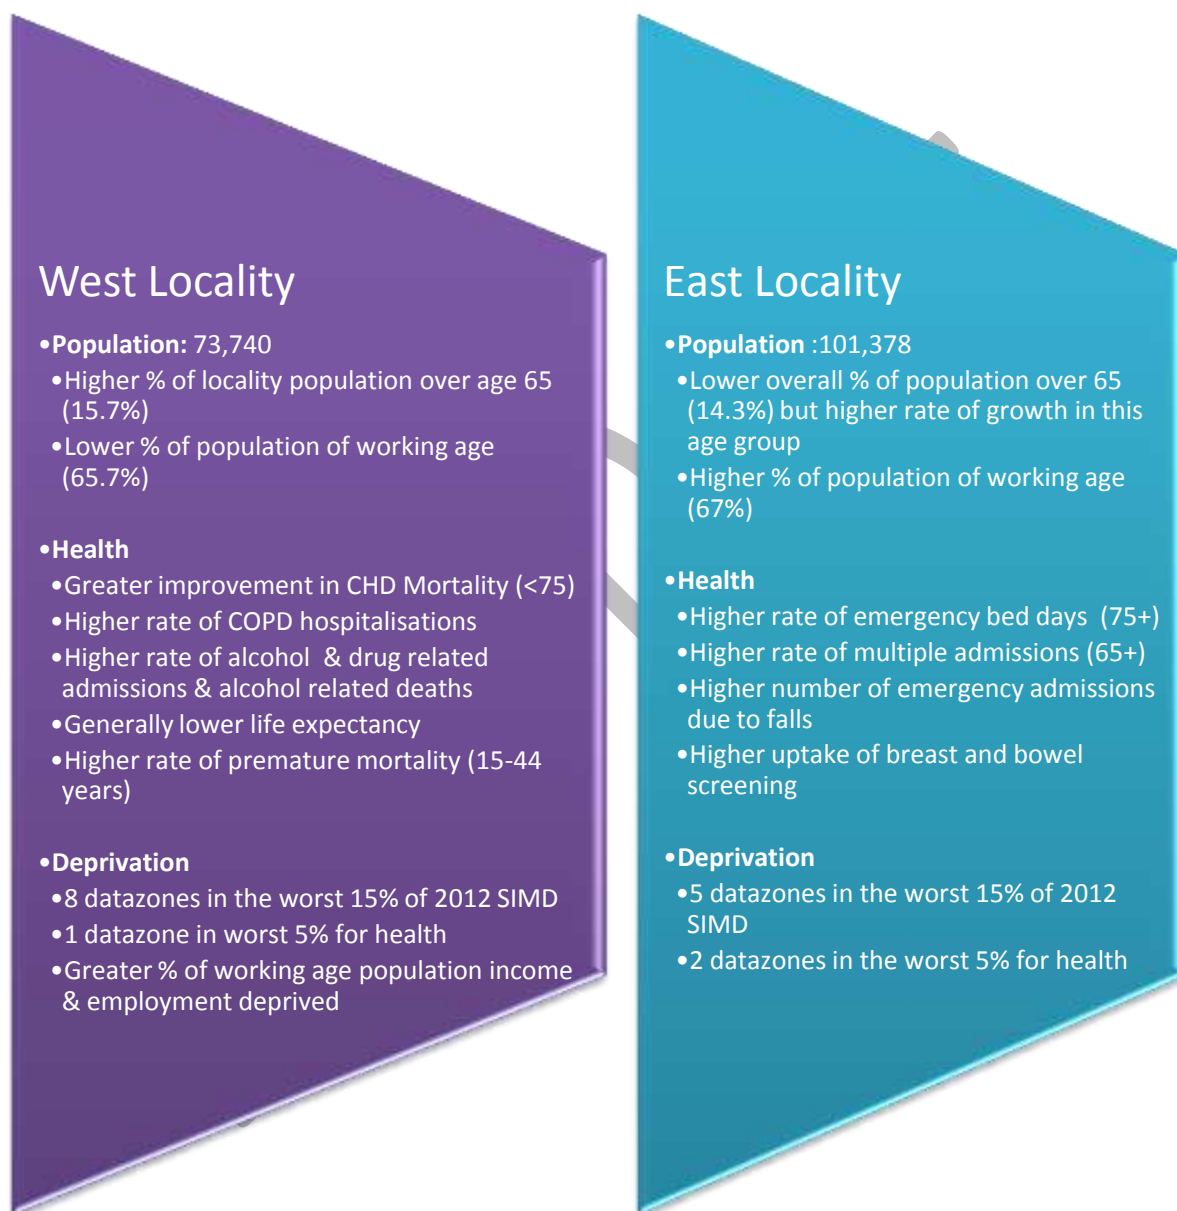 West Locality
•Population: 73,740
•Higher % of locality population over age 65
(15.7%)
•Lower % of population of working age
(65.7%)
•Health
•Greater improvement in CHD Mortality (<75)
•Higher rate of COPD hospitalisations
•Higher rate of alcohol & drug related
admissions & alcohol related deaths
•Generally lower life expectancy
•Higher rate of premature mortality (15-44
years)
•Deprivation
•8 datazones in the worst 15% of 2012 SIMD
•1 datazone in worst 5% for health
•Greater % of working age population income
& employment deprived
East Locality
•Population :101,378
•Lower overall % of population over 65
(14.3%) but higher rate of growth in this
age group
•Higher % of population of working age
(67%)
•Health
•Higher rate of emergency bed days (75+)
•Higher rate of multiple admissions (65+)
•Higher number of emergency admissions
due to falls
•Higher uptake of breast and bowel
screening
•Deprivation
•5 datazones in the worst 15% of 2012
SIMD
•2 datazones in the worst 5% for health